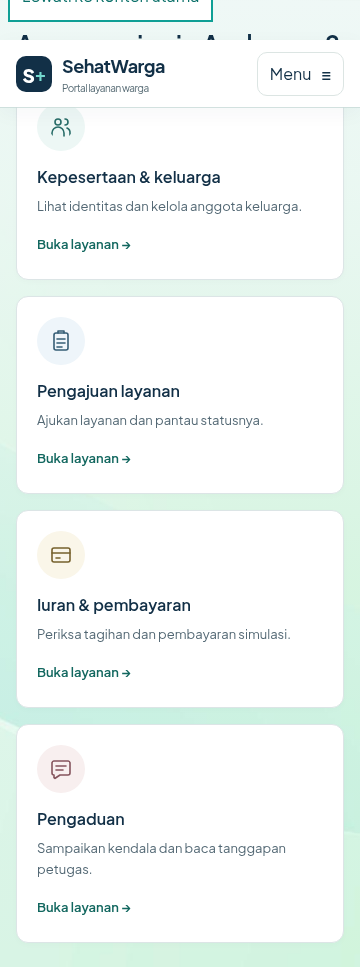 S+
SehatWarga
Portal layanan warga
Menu
Kepesertaan & keluarga
Lihat identitas dan kelola anggota keluarga.
Buka layanan →
Pengajuan layanan
Ajukan layanan dan pantau statusnya.
Buka layanan →
Iuran & pembayaran
Periksa tagihan dan pembayaran simulasi.
Buka layanan →
Pengaduan
Sampaikan kendala dan baca tanggapan
petugas.
Buka layanan →